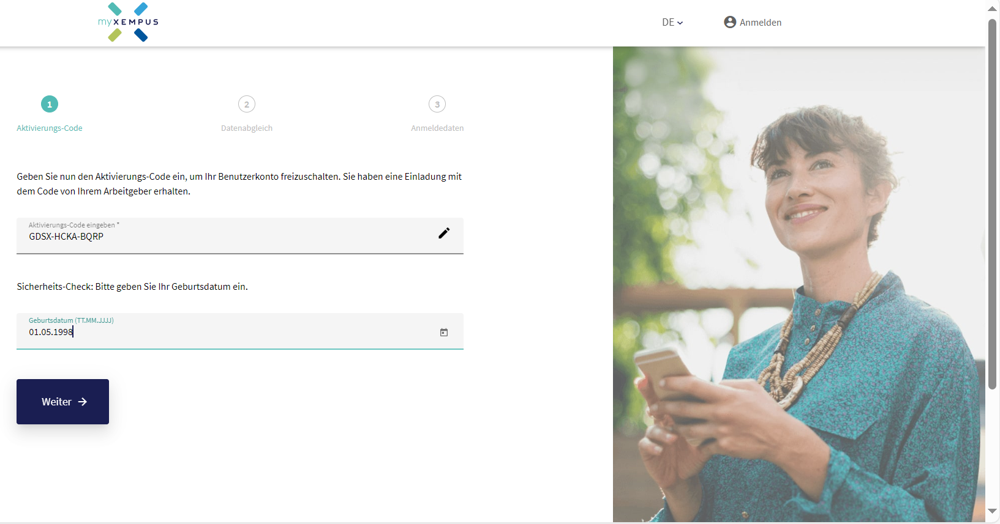 myXEMPUS
DE
Anmelden
1
Aktivierungs-Code
2
Datenabgleich
3
Anmeldedaten
Geben Sie nun den Aktivierungs-Code ein, um Ihr Benutzerkonto freizuschalten. Sie haben eine Einladung mit
dem Code von Ihrem Arbeitgeber erhalten.
Aktivierungs-Code eingeben *
GDSX-HCKA-BQRP
Sicherheits-Check: Bitte geben Sie Ihr Geburtsdatum ein.
Geburtsdatum (TT.MM.JJJJ)
01.05.1998
Weiter →